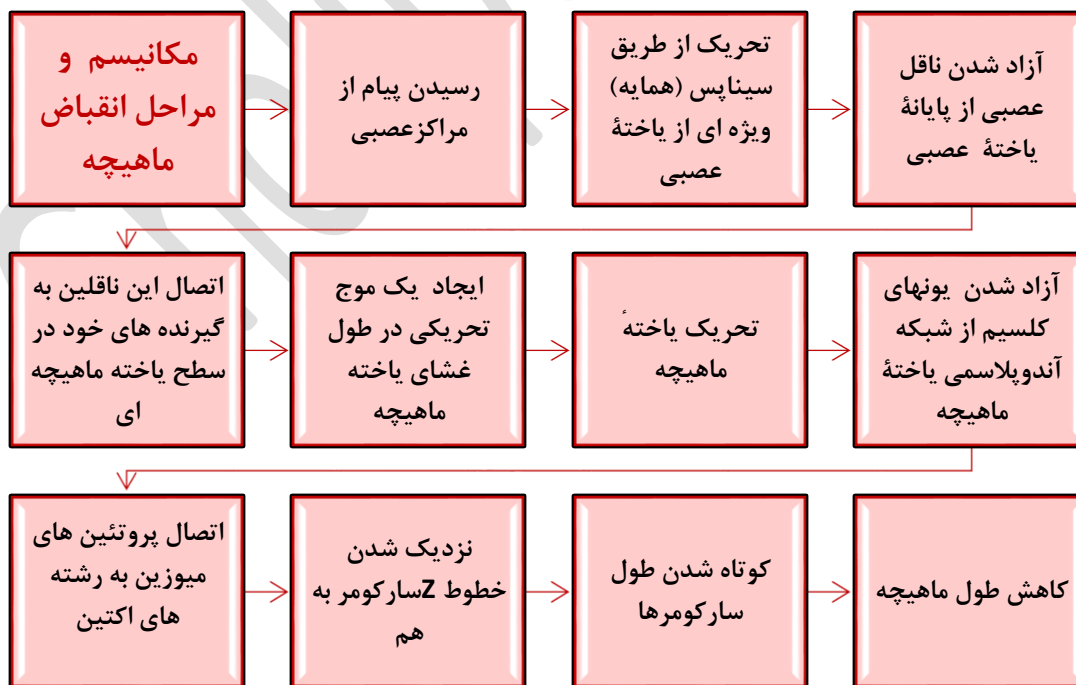 مکانیسم و
مراحل انقباض
ماهیچه
رسیدن پیام از
مراکزعصبی
تحریک از طریق
سیناپس (همایه)
ویژه ای از یاختهٔ
عصبی
آزاد شدن ناقل
عصبی از پایانهٔ
یاختهٔ عصبی
اتصال این ناقلین به
گیرنده های خود در
سطح یاخته ماهیچه
ای
ایجاد یک موج
تحریکی در طول
غشای یاخته
ماهیچه
تحریک یاختهٔ
ماهیچه
آزاد شدن یونهای
کلسیم از شبکه
آندوپلاسمی یاختهٔ
ماهیچه
اتصال پروتئین های
میوزین به رشته
های اکتین
نزدیک شدن
خطوط Zسارکومر به
هم
کوتاه شدن طول
سارکومرها
کاهش طول ماهیچه